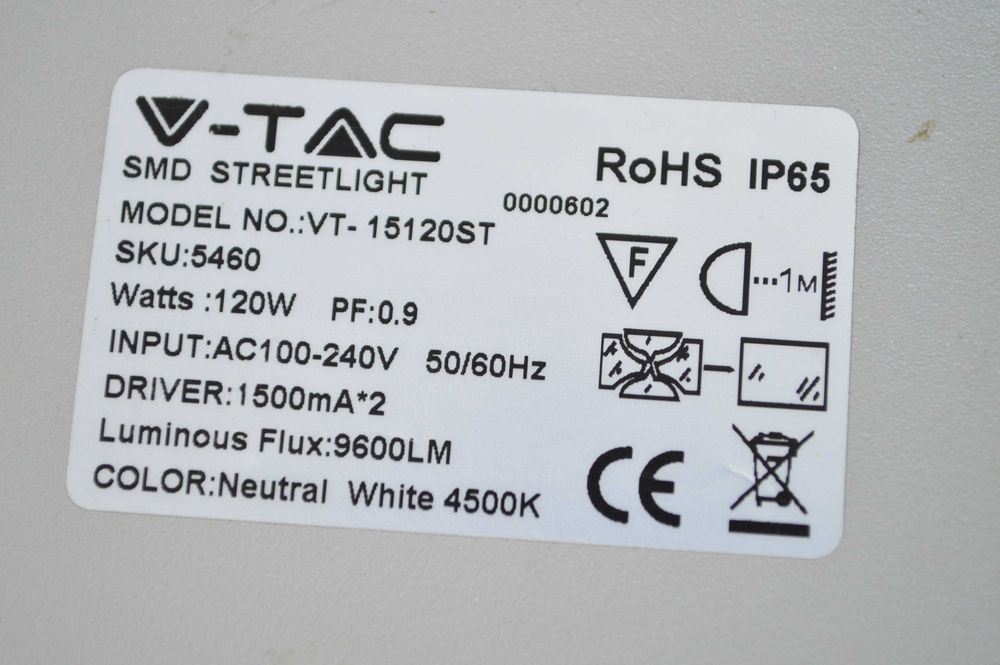 V-TAC
SMD STREETLIGHT
RoHS IP65
0000602
MODEL NO.:VT- 15120ST
SKU:5460
Watts :120W PF:0.9
INPUT:AC100-240V 50/60Hz
DRIVER:1500mA*2
Luminous Flux:9600LM
COLOR:Neutral White 4500K
F
1M
CE